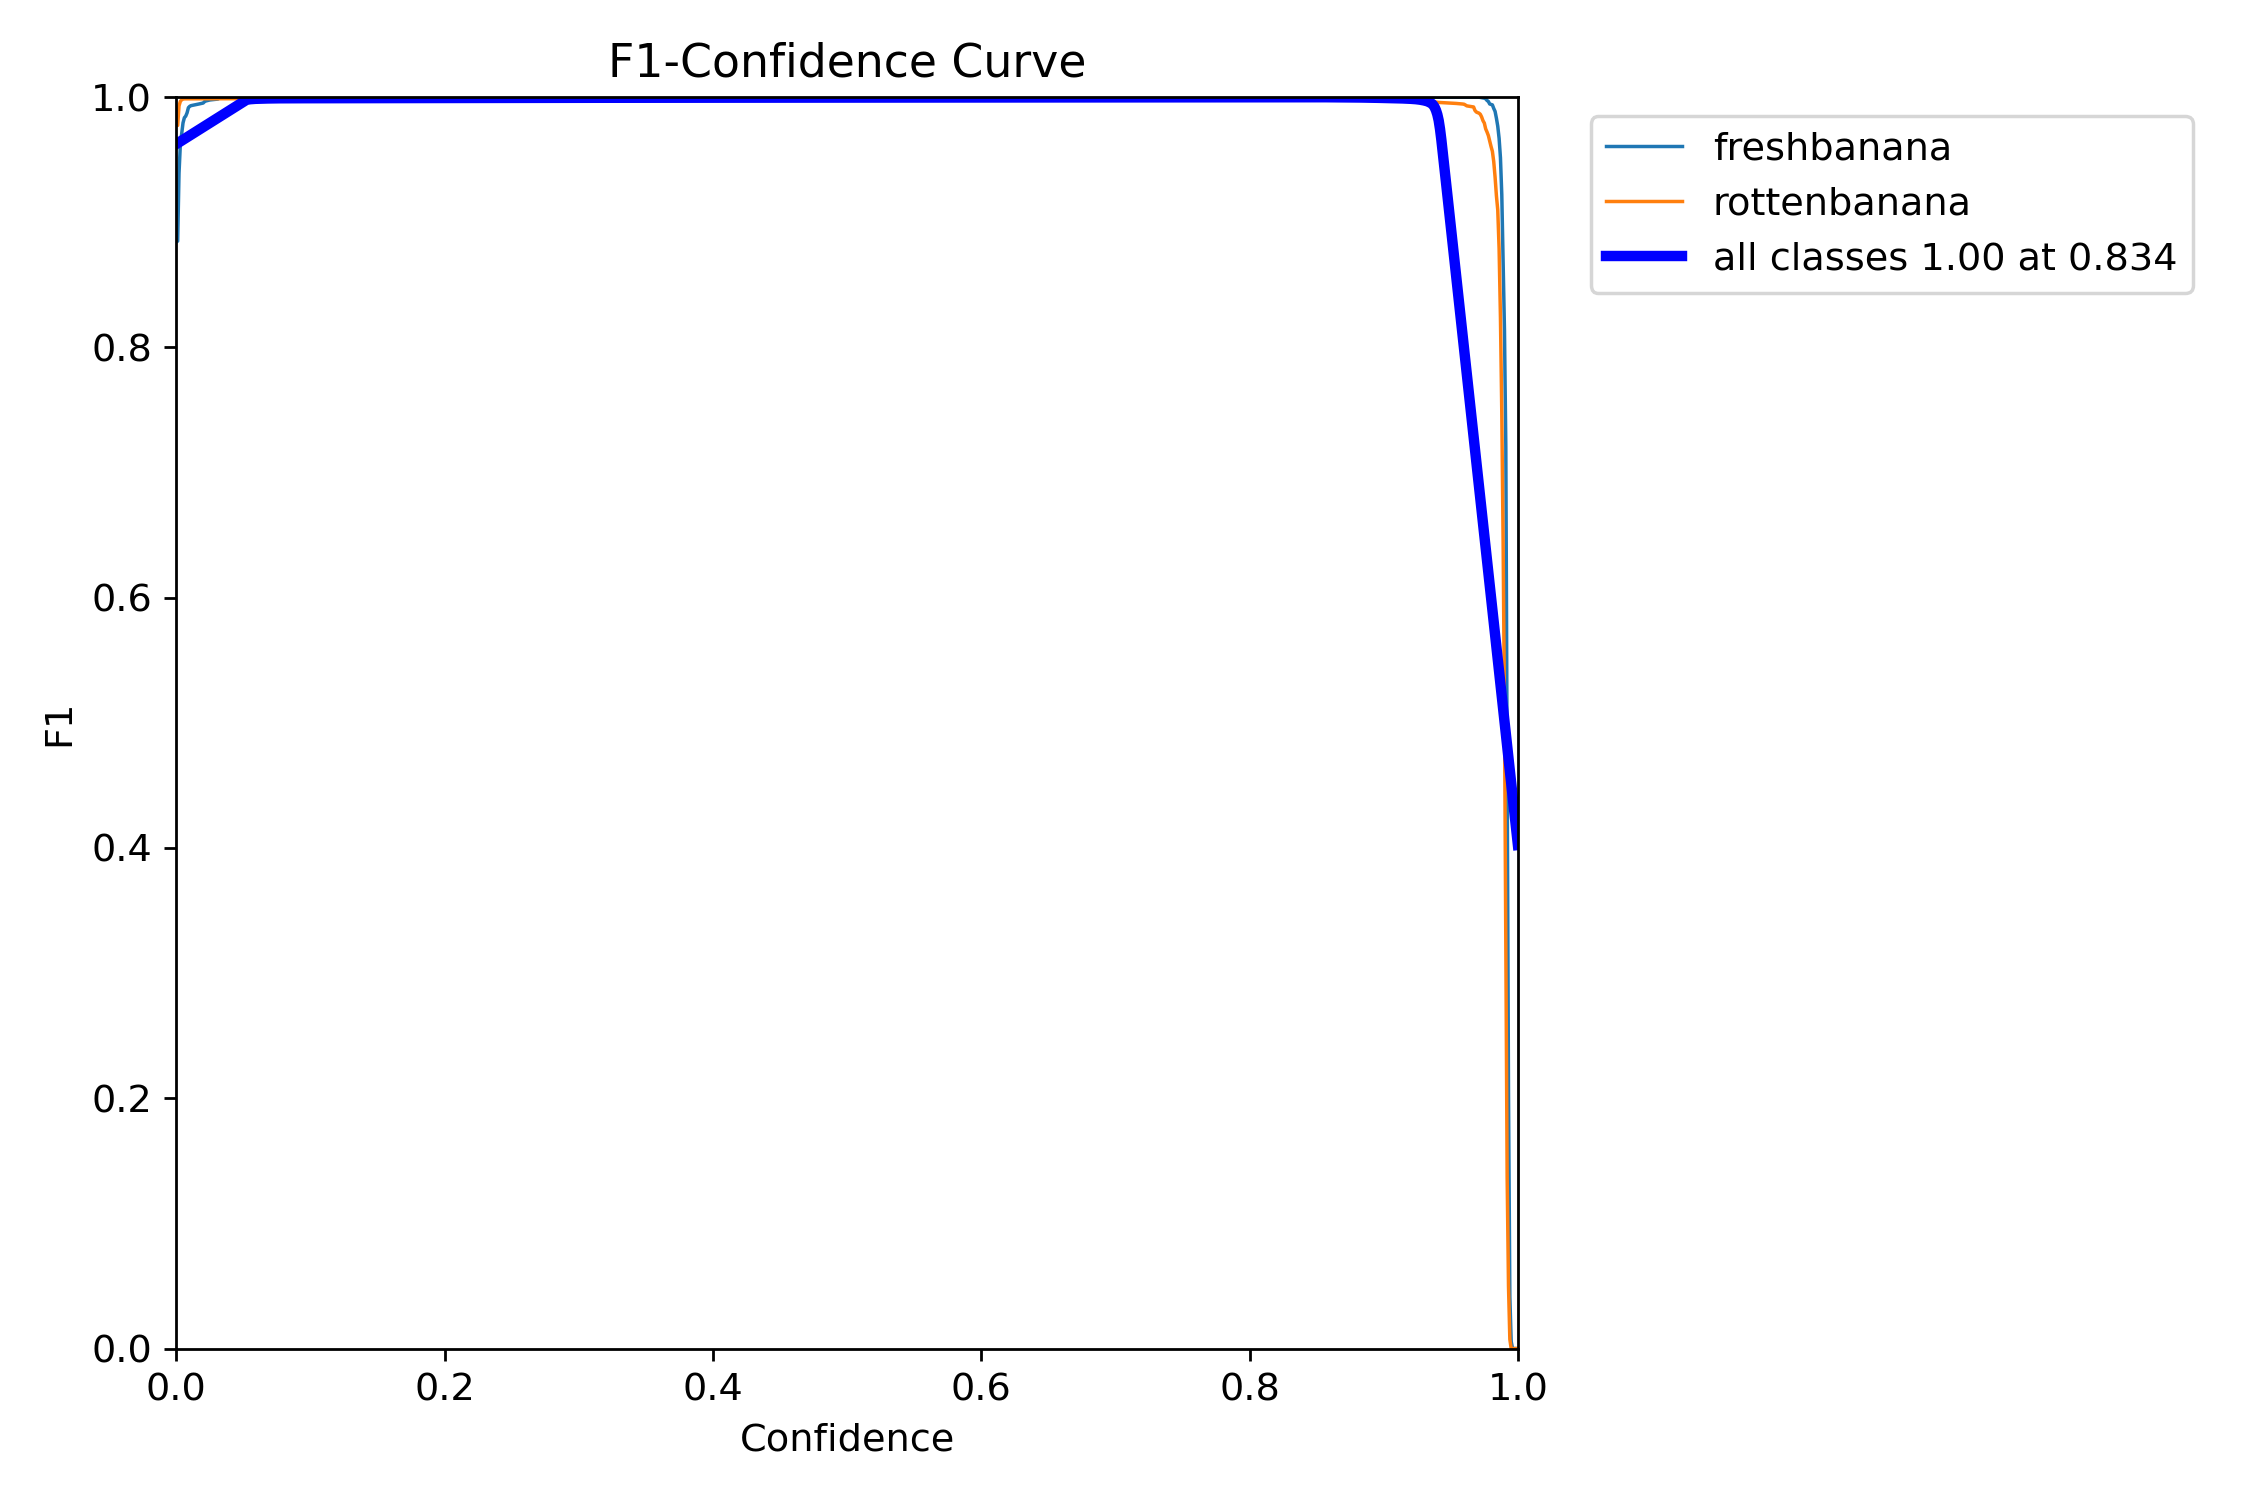 F1-Confidence Curve
freshbanana
rottenbanana
all classes 1.00 at 0.834
1.0
0.8
0.6
0.4
0.2
0.0
F1
0.0 0.2 0.4 0.6 0.8 1.0
Confidence